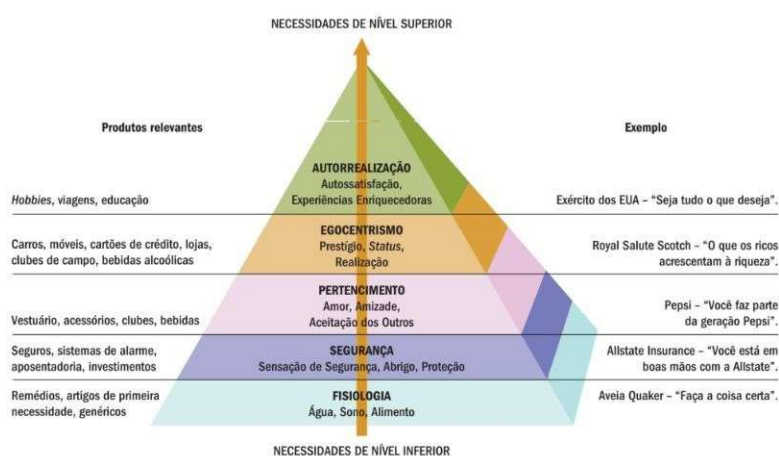 NECESSIDADES DE NÍVEL SUPERIOR
Produtos relevantes
Exemplo
AUTORREALIZAÇÃO
Autossatisfação,
Experiências Enriquecedoras
Hobbies, viagens, educação
Exército dos EUA – “Seja tudo o que deseja”.
EGOCENTRISMO
Prestígio, Status,
Realização
Carros, móveis, cartões de crédito, lojas,
clubes de campo, bebidas alcoólicas
Royal Salute Scotch – “O que os ricos
acrescentam à riqueza”.
PERTENCIMENTO
Amor, Amizade,
Aceitação dos Outros
Vestuário, acessórios, clubes, bebidas
Pepsi – “Você faz parte
da geração Pepsi”.
SEGURANÇA
Sensação de Segurança, Abrigo, Proteção
Seguros, sistemas de alarme,
aposentadoria, investimentos
Allstate Insurance – “Você está em
boas mãos com a Allstate”.
FISIOLOGIA
Água, Sono, Alimento
Remédios, artigos de primeira
necessidade, genéricos
Aveia Quaker – “Faça a coisa certa”.
NECESSIDADES DE NÍVEL INFERIOR